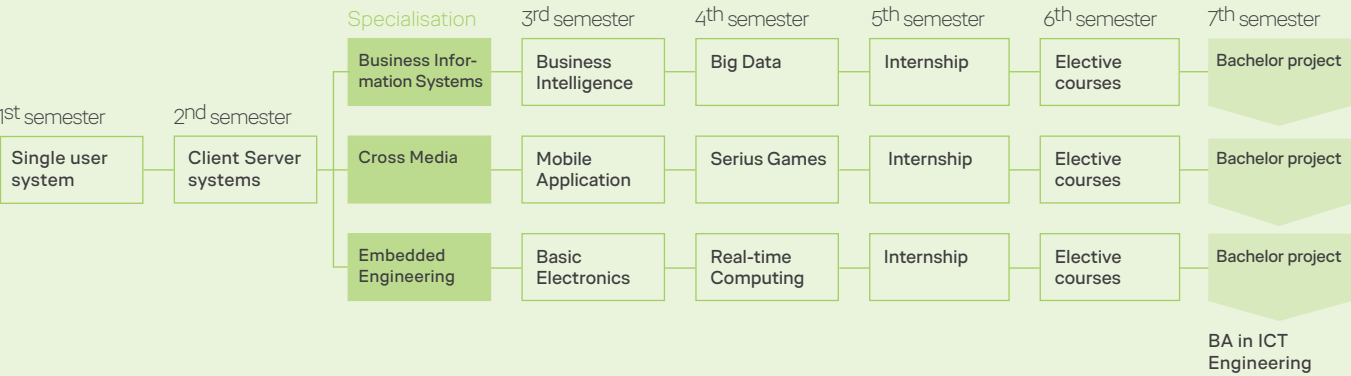 Specialisation
3rd semester
4th semester
5th semester
6th semester
7th semester
Business Infor-
mation Systems
Business
Intelligence
Big Data
Internship
Elective
courses
Bachelor project
1st semester
2nd semester
Single user
system
Client Server
systems
Cross Media
Mobile
Application
Serius Games
Internship
Elective
courses
Bachelor project
Embedded
Engineering
Basic
Electronics
Real-time
Computing
Internship
Elective
courses
Bachelor project
BA in ICT
Engineering